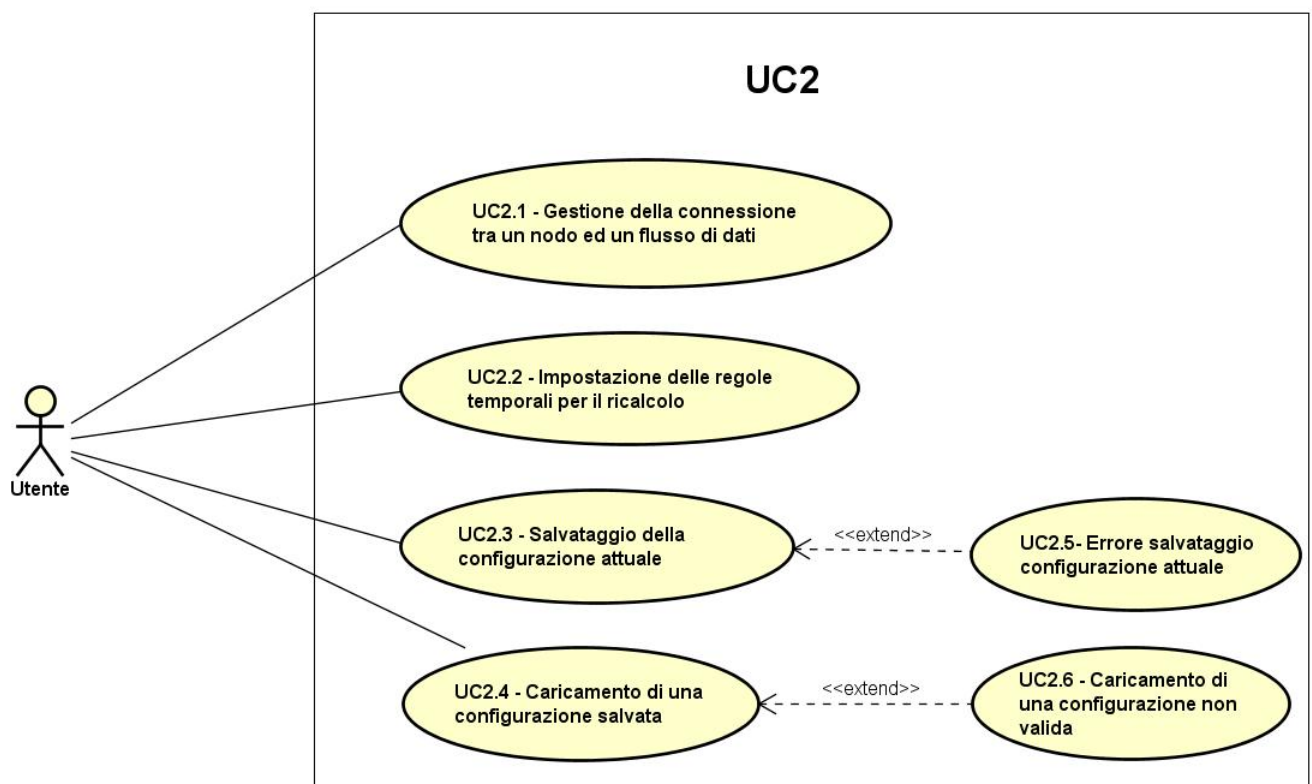 UC2
UC2.1 - Gestione della connessione
tra un nodo ed un flusso di dati
UC2.2 - Impostazione delle regole
temporali per il ricalcolo
Utente
UC2.3 - Salvataggio della
configurazione attuale
<<extend>>
UC2.5- Errore salvataggio
configurazione attuale
UC2.4 - Caricamento di una
configurazione salvata
<<extend>>
UC2.6 - Caricamento di
una configurazione non
valida